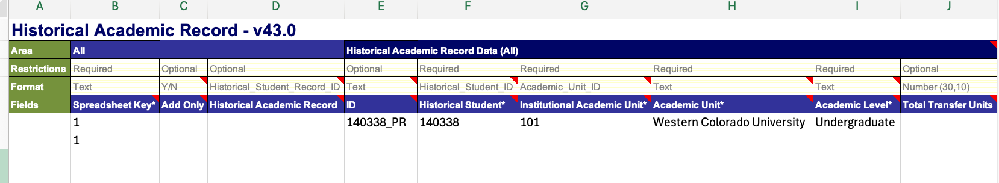 A B C D E F G H I J
Historical Academic Record - v43.0
Area All Historical Academic Record Data (All)
Restrictions Required Optional Optional Optional Required Required Required Required Optional
Format Text Y/N Historical_Student_Record_ID Text Historical_Student_ID Academic_Unit_ID Text Text Number (30,10)
Fields Spreadsheet Key* Add Only Historical Academic Record ID Historical Student* Institutional Academic Unit* Academic Unit* Academic Level* Total Transfer Units
1 140338_PR 140338 101 Western Colorado University Undergraduate
1